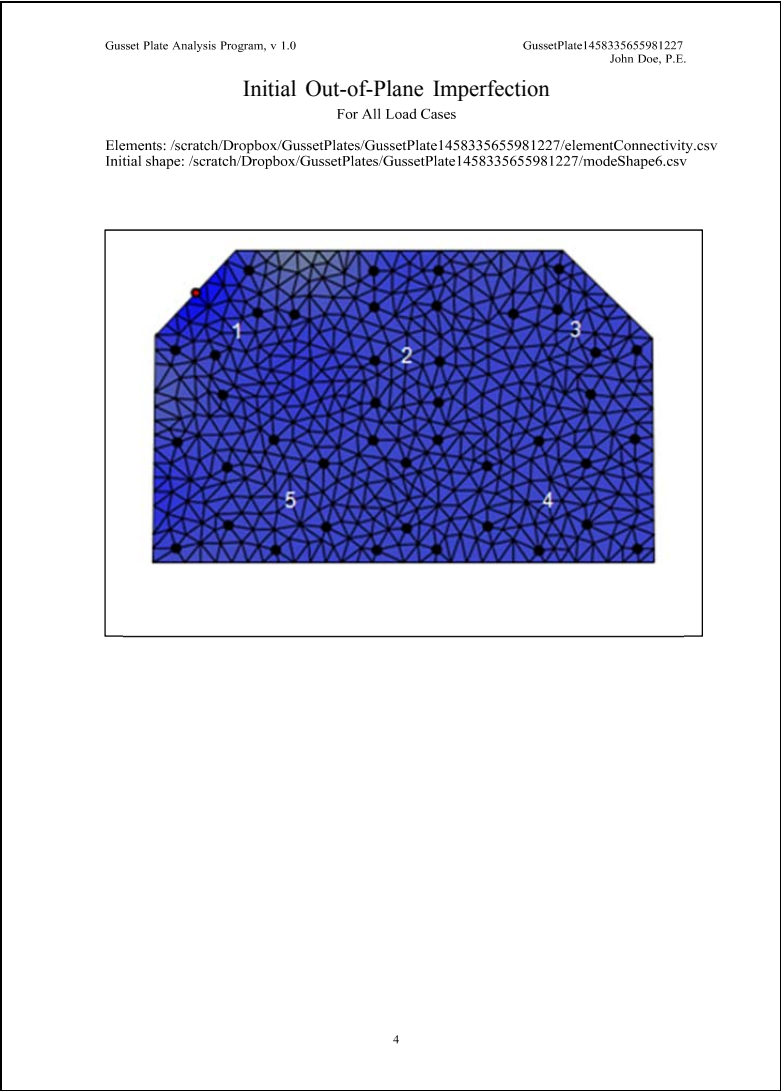 Gusset Plate Analysis Program, v 1.0
GussetPlate1458335655981227
John Doe, P.E.
Initial Out-of-Plane Imperfection
For All Load Cases
Elements: /scratch/Dropbox/GussetPlates/GussetPlate1458335655981227/elementConnectivity.csv
Initial shape: /scratch/Dropbox/GussetPlates/GussetPlate1458335655981227/modeShape6.csv
1
2
3
5
4
4